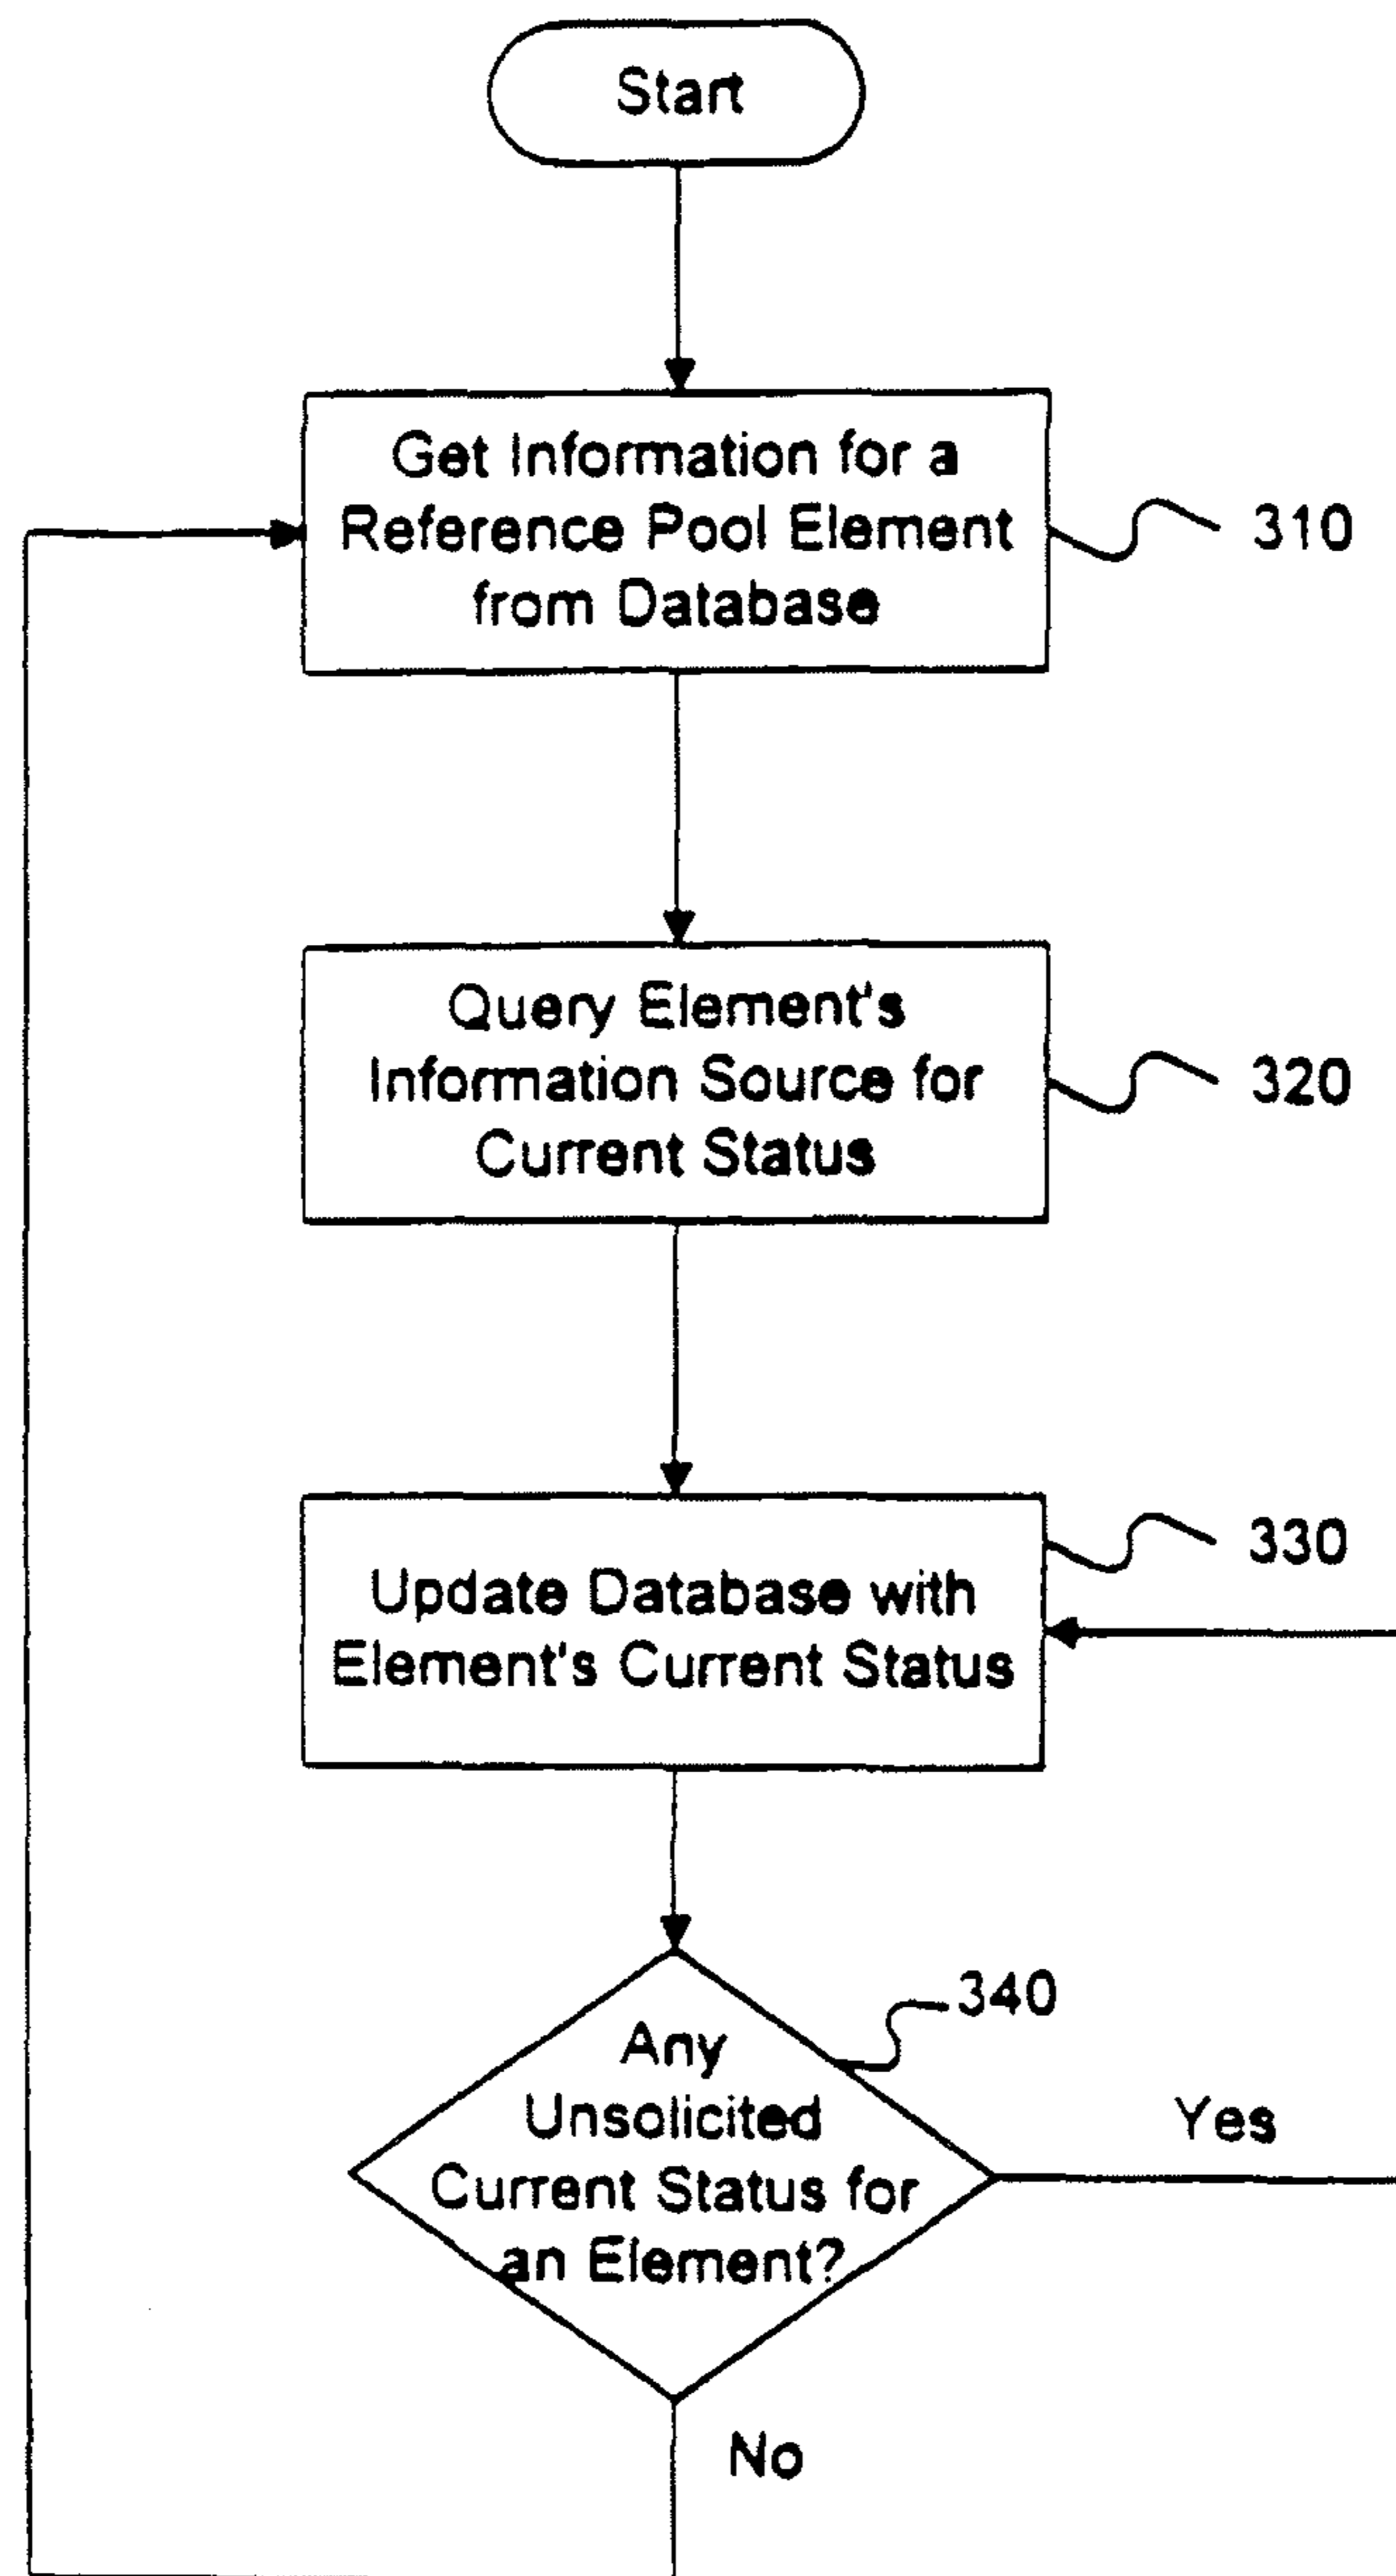 Start
Get Information for a
Reference Pool Element
from Database
310
Query Element's
Information Source for
Current Status
320
330
Update Database with
Element's Current Status
340
Any
Unsolicited
Current Status for
an Element?
Yes
No